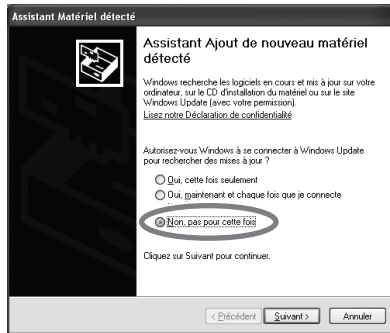 Assistant Matériel détecté
Assistant Ajout de nouveau matériel
détecté
Windows recherche les logiciels en cours et mis à jour sur votre
ordinateur, sur le CD d'installation du matériel ou sur le site
Windows Update (avec votre permission).
Lisez notre Déclaration de confidentialité
Autorisez-vous Windows à se connecter à Windows Update
pour rechercher des mises à jour ?
Oui, cette fois seulement
Oui, maintenant et chaque fois que je connecte
Non, pas pour cette fois
Cliquez sur Suivant pour continuer.
< Précédent
Suivant >
Annuler